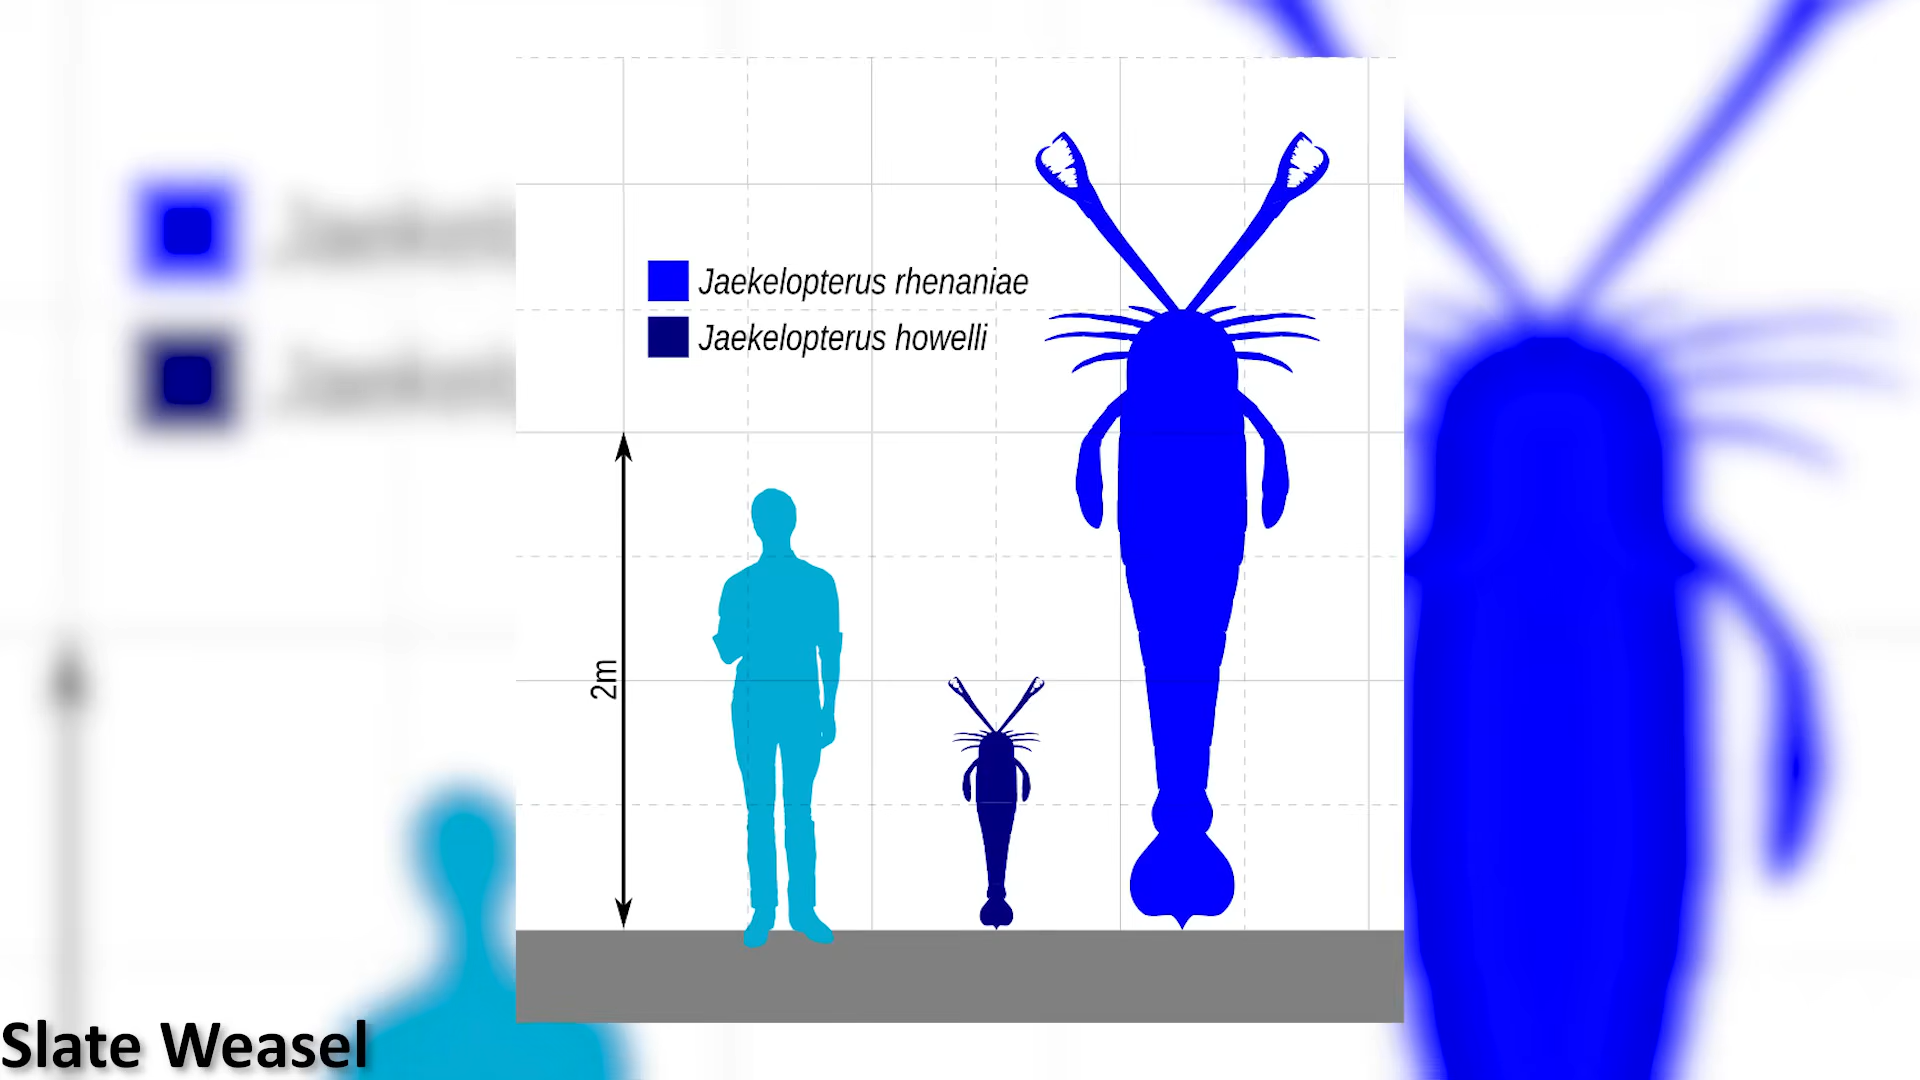 Jaekelopterus rhenaniae
Jaekelopterus howelli
2m
Slate Weasel